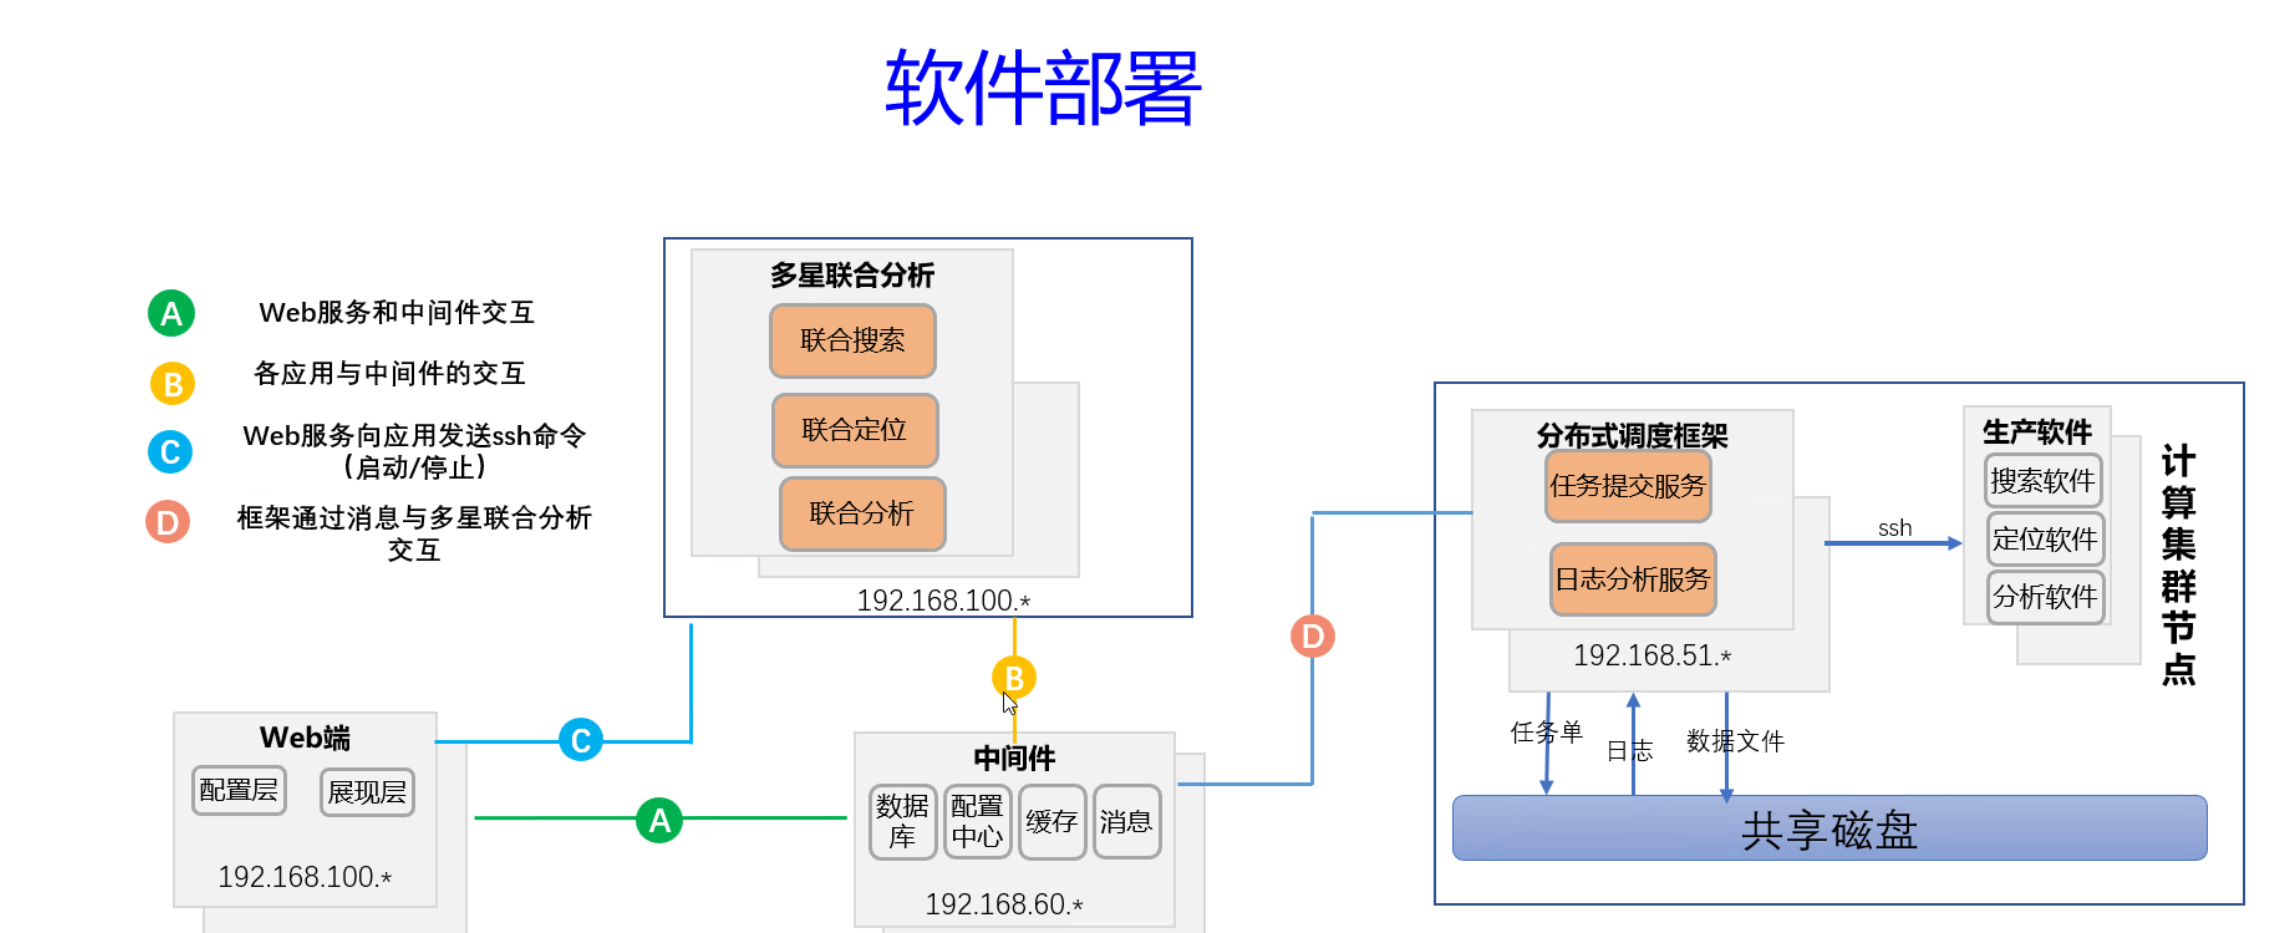 软件部署
A
Web服务和中间件交互
B
各应用与中间件的交互
C
Web服务向应用发送ssh命令
（启动/停止）
D
框架通过消息与多星联合分析
交互
多星联合分析
联合搜索
联合定位
联合分析
192.168.100.*
B
C
A
D
Web端
配置层
展现层
192.168.100.*
中间件
数据
库
配置
中心
缓存
消息
192.168.60.*
分布式调度框架
任务提交服务
日志分析服务
192.168.51.*
ssh
生产软件
搜索软件
定位软件
分析软件
计
算
集
群
节
点
任务单
日志
数据文件
共享磁盘